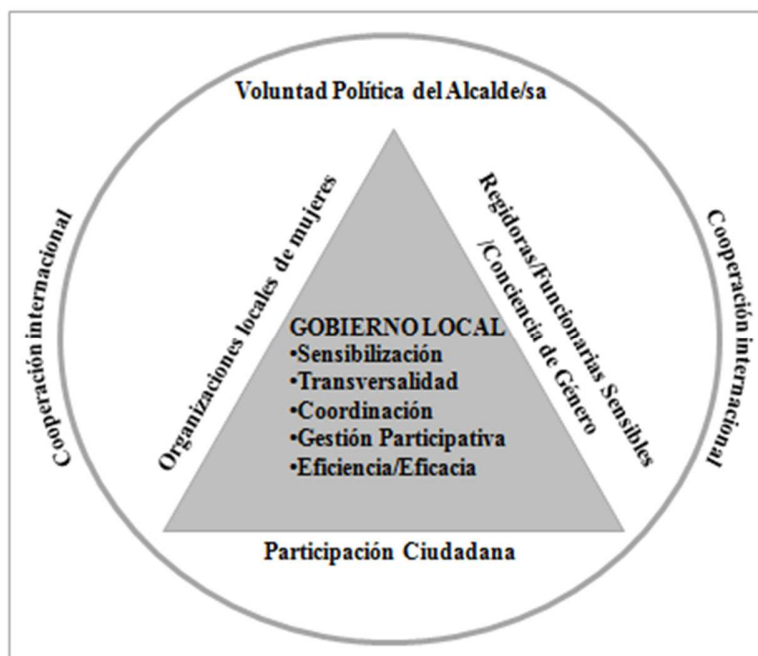 Voluntad Política del Alcalde/sa
Cooperación internacional
Organizaciones locales de mujeres
Regidoras/Funcionarias Sensibles
/Conciencia de Género
Cooperación internacional
GOBIERNO LOCAL
•Sensibilización
•Transversalidad
•Coordinación
•Gestión Participativa
•Eficiencia/Eficacia
Participación Ciudadana